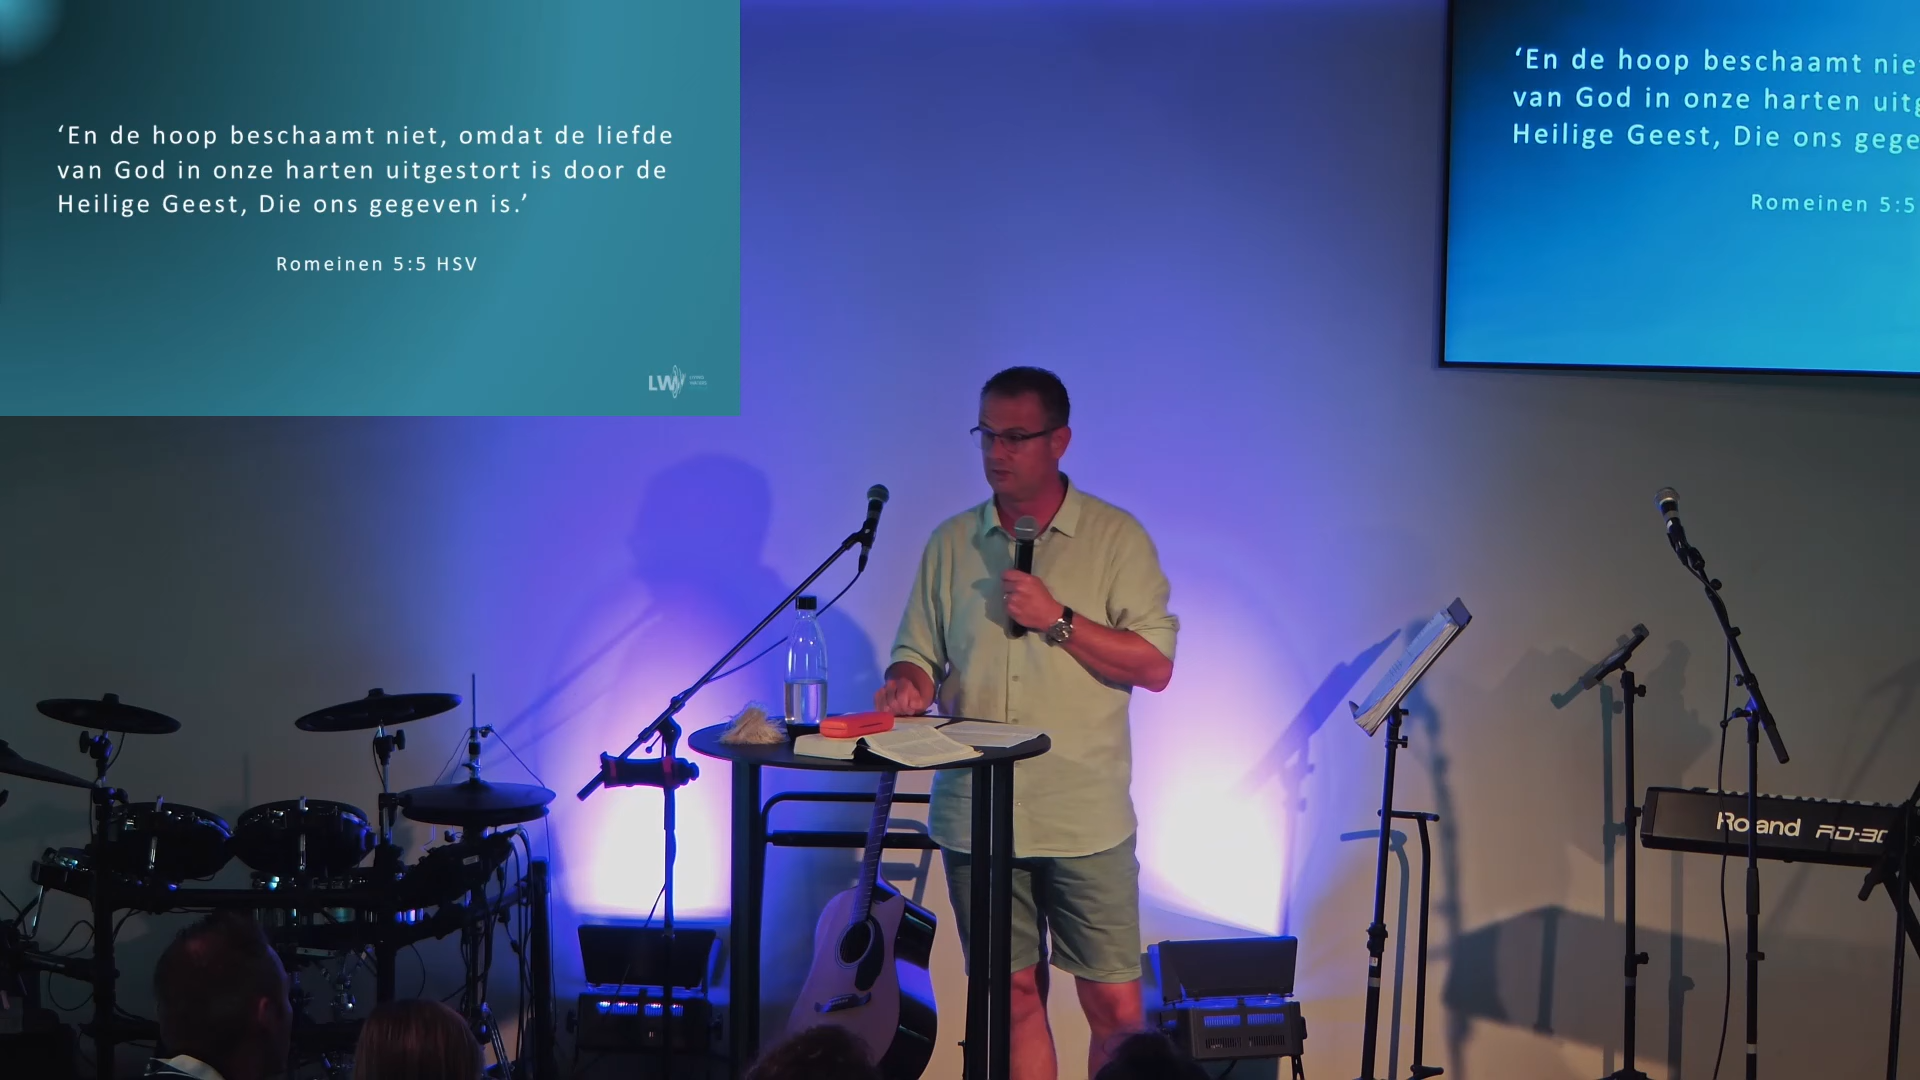 ‘En de hoop beschaamt niet, omdat de liefde
van God in onze harten uitgestort is door de
Heilige Geest, Die ons gegeven is.’
Romeinen 5:5 HSV
LW
‘En de hoop beschaamt nie
van God in onze harten uitg
Heilige Geest, Die ons gege
Romeinen 5:5
Roland RD-30